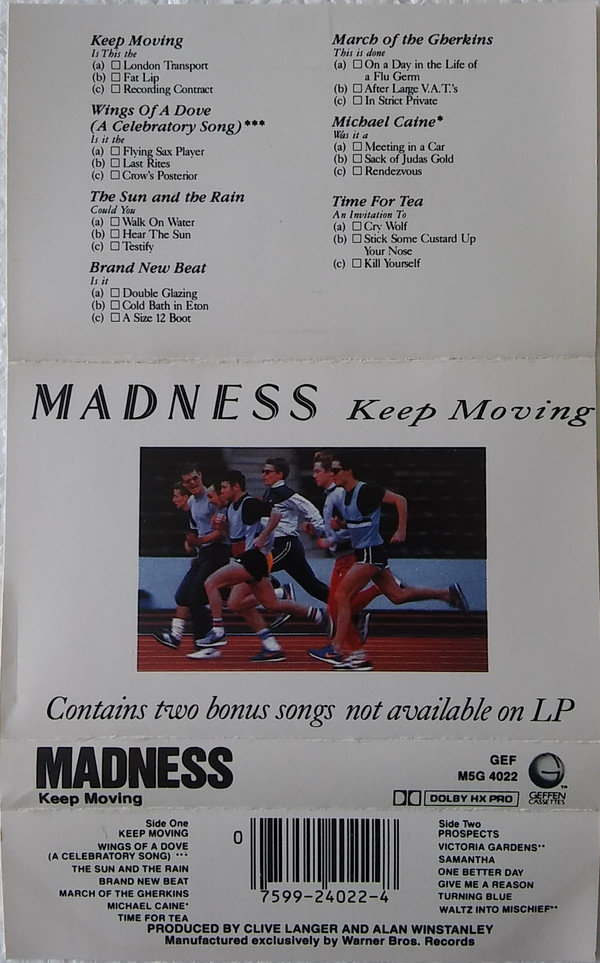 Keep Moving
Is This the
(a) □ London Transport
(b) □ Fat Lip
(c) □ Recording Contract
Wings Of A Dove
(A Celebratory Song)***
Is it the
(a) □ Flying Sax Player
(b) □ Last Rites
(c) □ Crow's Posterior
The Sun and the Rain
Could You
(a) □ Walk On Water
(b) □ Hear The Sun
(c) □ Testify
Brand New Beat
Is it
(a) □ Double Glazing
(b) □ Cold Bath in Eton
(c) □ A Size 12 Boot
March of the Gherkins
This is done
(a) □ On a Day in the Life of
a Flu Germ
(b) □ After Large V.A.T.'s
(c) □ In Strict Private
Michael Caine*
Was it a
(a) □ Meeting in a Car
(b) □ Sack of Judas Gold
(c) □ Rendezvous
Time For Tea
An Invitation To
(a) □ Cry Wolf
(b) □ Stick Some Custard Up
Your Nose
(c) □ Kill Yourself
MADNESS Keep Moving
Contains two bonus songs not available on LP
MADNESS
Keep Moving
GEF
M5G 4022
DOLBY HX PRO
GEFFEN
CASSETTES
TM
Side One
KEEP MOVING
WINGS OF A DOVE
(A CELEBRATORY SONG) ***
THE SUN AND THE RAIN
BRAND NEW BEAT
MARCH OF THE GHERKINS
MICHAEL CAINE*
TIME FOR TEA
0
7599-24022-4
Side Two
PROSPECTS
VICTORIA GARDENS**
SAMANTHA
ONE BETTER DAY
GIVE ME A REASON
TURNING BLUE
WALTZ INTO MISCHIEF**
PRODUCED BY CLIVE LANGER AND ALAN WINSTANLEY
Manufactured exclusively by Warner Bros. Records